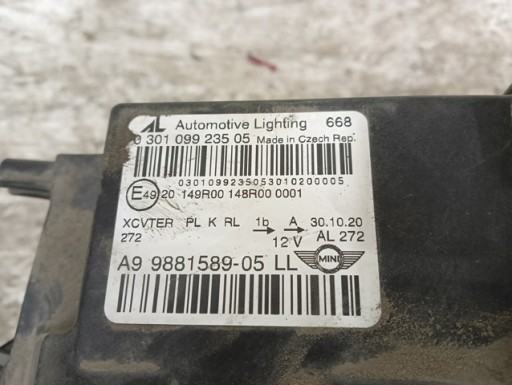 AL Automotive Lighting 668
0 301 099 235 05 Made in Czech Rep.
0301099235053010200005
E 49 20 149R00 148R00 0001
XCVTER PL K RL 1b A 30.10.20
272 12 V AL 272
A9 9881589-05 LL MINI